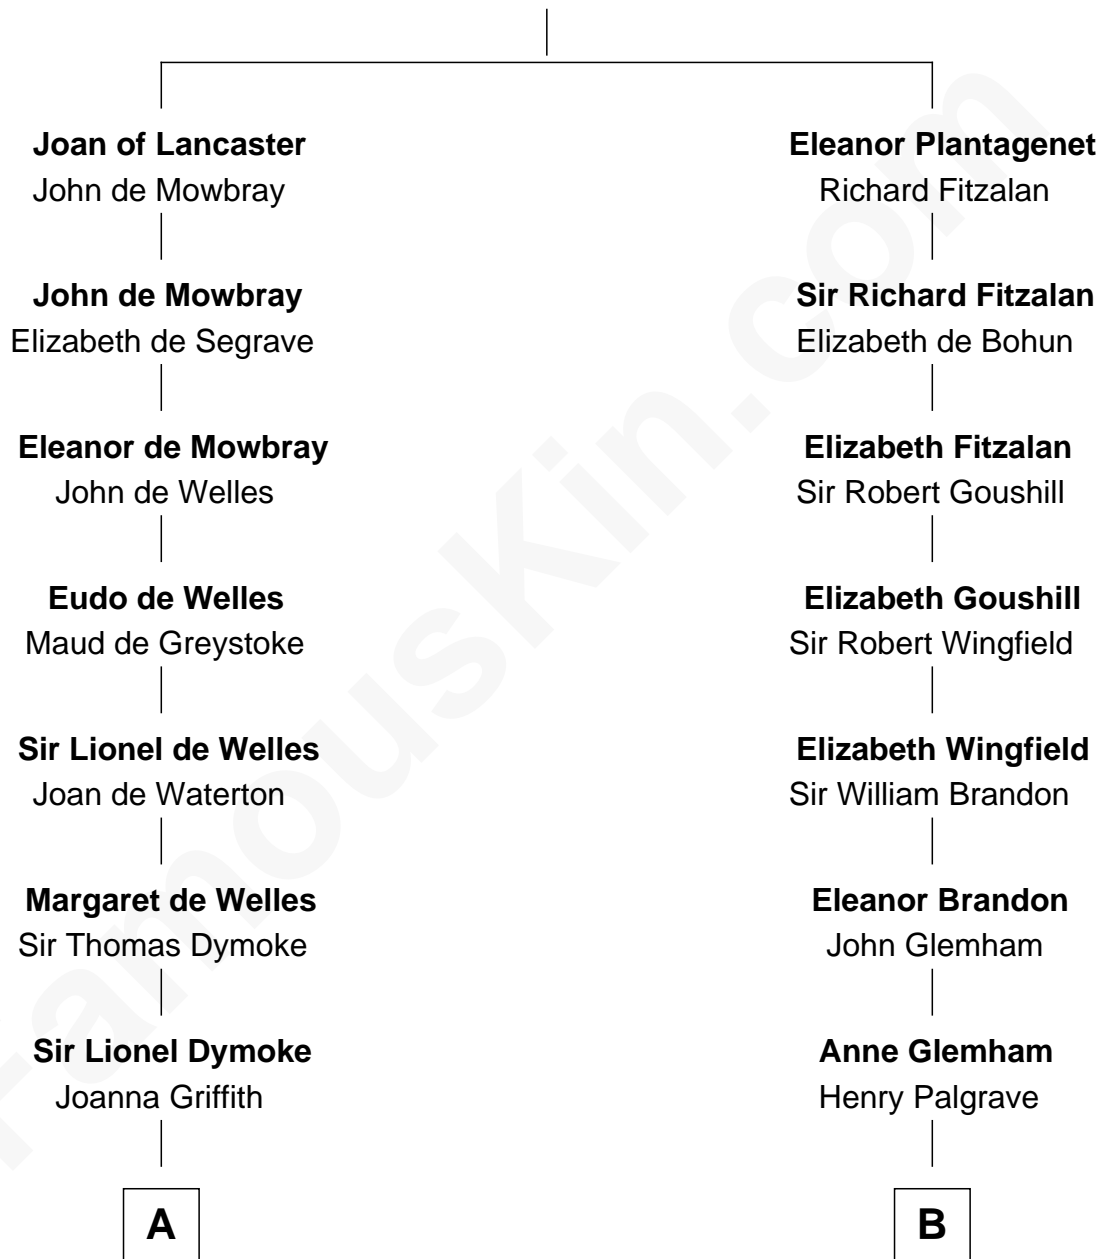 Joan of Lancaster
John de Mowbray
John de Mowbray
Elizabeth de Segrave
Eleanor de Mowbray
John de Welles
Eudo de Welles
Maud de Greystoke
Sir Lionel de Welles
Joan de Waterton
Margaret de Welles
Sir Thomas Dymoke
Sir Lionel Dymoke
Joanna Griffith
A
Eleanor Plantagenet
Richard Fitzalan
Sir Richard Fitzalan
Elizabeth de Bohun
Elizabeth Fitzalan
Sir Robert Goushill
Elizabeth Goushill
Sir Robert Wingfield
Elizabeth Wingfield
Sir William Brandon
Eleanor Brandon
John Glemham
Anne Glemham
Henry Palgrave
B
FamousKin.com